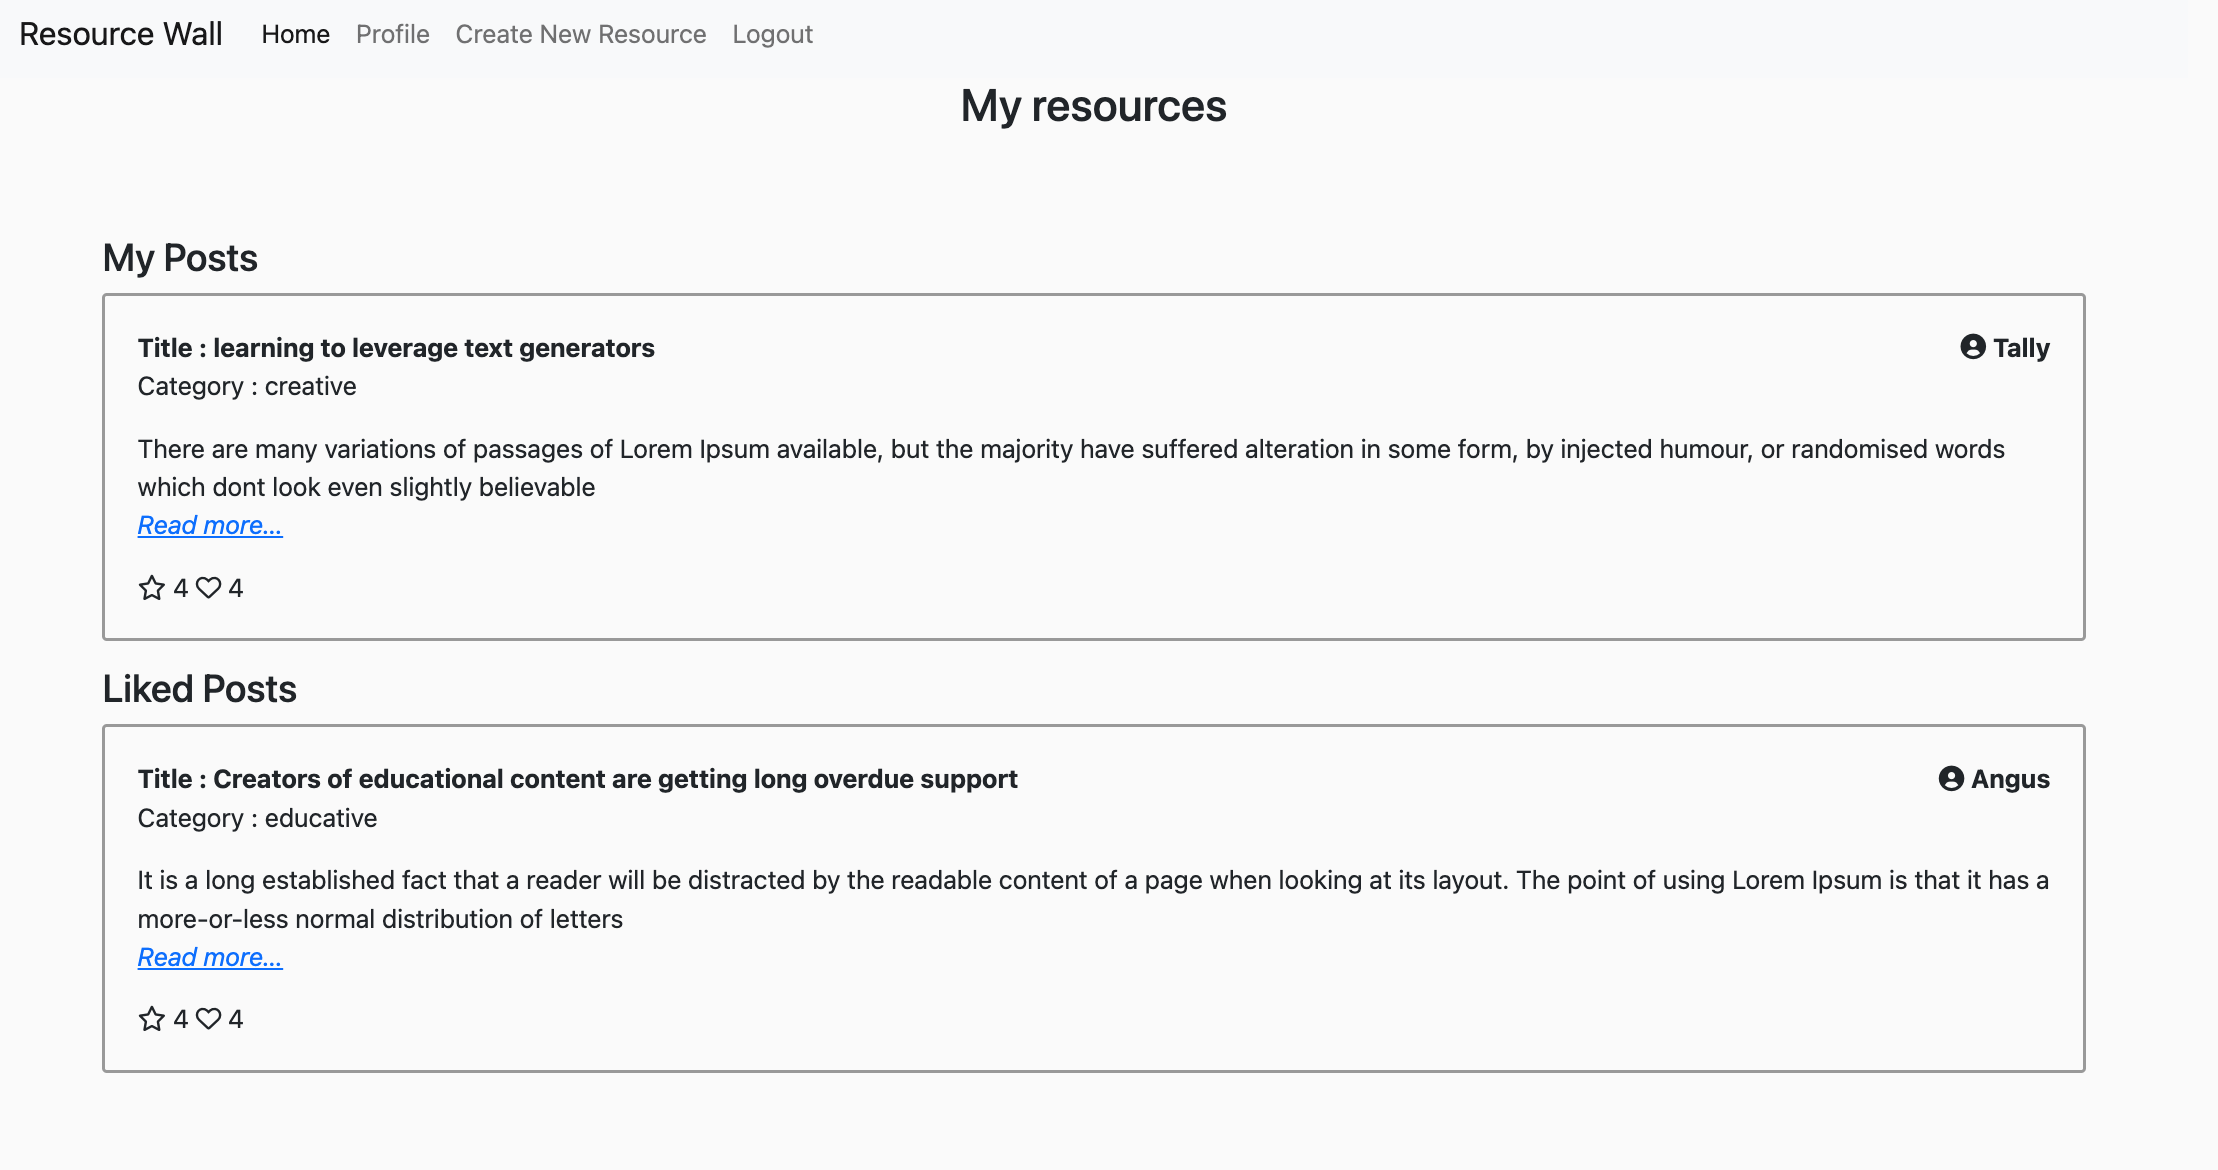 Resource Wall Home Profile Create New Resource Logout
My resources
My Posts
Title : learning to leverage text generators Tally
Category : creative
There are many variations of passages of Lorem Ipsum available, but the majority have suffered alteration in some form, by injected humour, or randomised words
which dont look even slightly believable
Read more...
4 4
Liked Posts
Title : Creators of educational content are getting long overdue support Angus
Category : educative
It is a long established fact that a reader will be distracted by the readable content of a page when looking at its layout. The point of using Lorem Ipsum is that it has a
more-or-less normal distribution of letters
Read more...
4 4